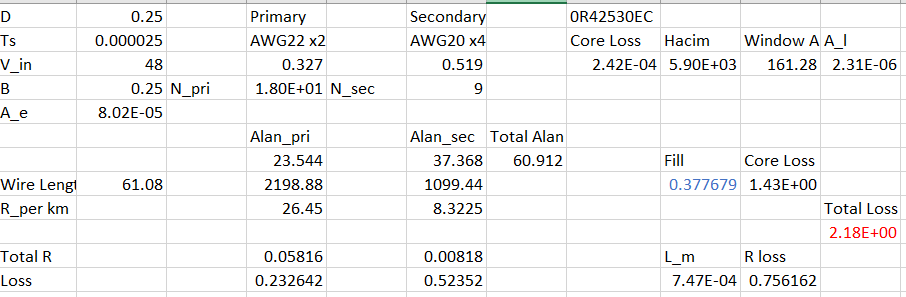 D 0.25 Primary Secondary 0R42530EC
Ts 0.000025 AWG22 x2 AWG20 x4 Core Loss Hacim Window A A_l
V_in 48 0.327 0.519 2.42E-04 5.90E+03 161.28 2.31E-06
B 0.25 N_pri 1.80E+01 N_sec 9
A_e 8.02E-05
Alan_pri Alan_sec Total Alan
23.544 37.368 60.912 Fill Core Loss
Wire Lengt 61.08 2198.88 1099.44 0.377679 1.43E+00
R_per km 26.45 8.3225 Total Loss
2.18E+00
Total R 0.05816 0.00818 L_m R loss
Loss 0.232642 0.52352 7.47E-04 0.756162